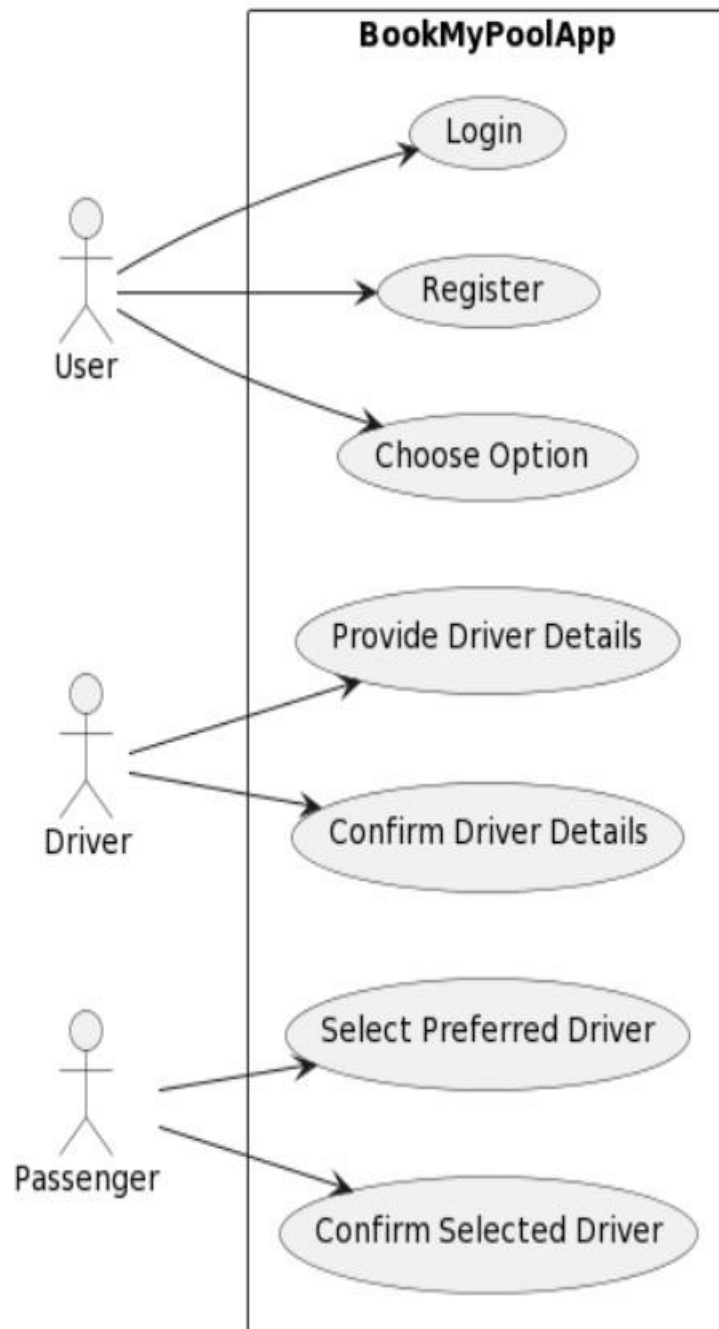 BookMyPoolApp
Login
Register
User
Choose Option
Provide Driver Details
Driver
Confirm Driver Details
Select Preferred Driver
Passenger
Confirm Selected Driver